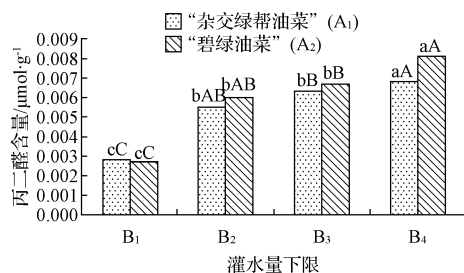 "杂交绿帮油菜"(A₁)
"碧绿油菜"(A₂)
丙二醛含量/μmol·g⁻¹
0.009
0.008
0.007
0.006
0.005
0.004
0.003
0.002
0.001
0.000
cC cC
bAB bAB
bB bB
aA aA
B₁ B₂ B₃ B₄
灌水量下限